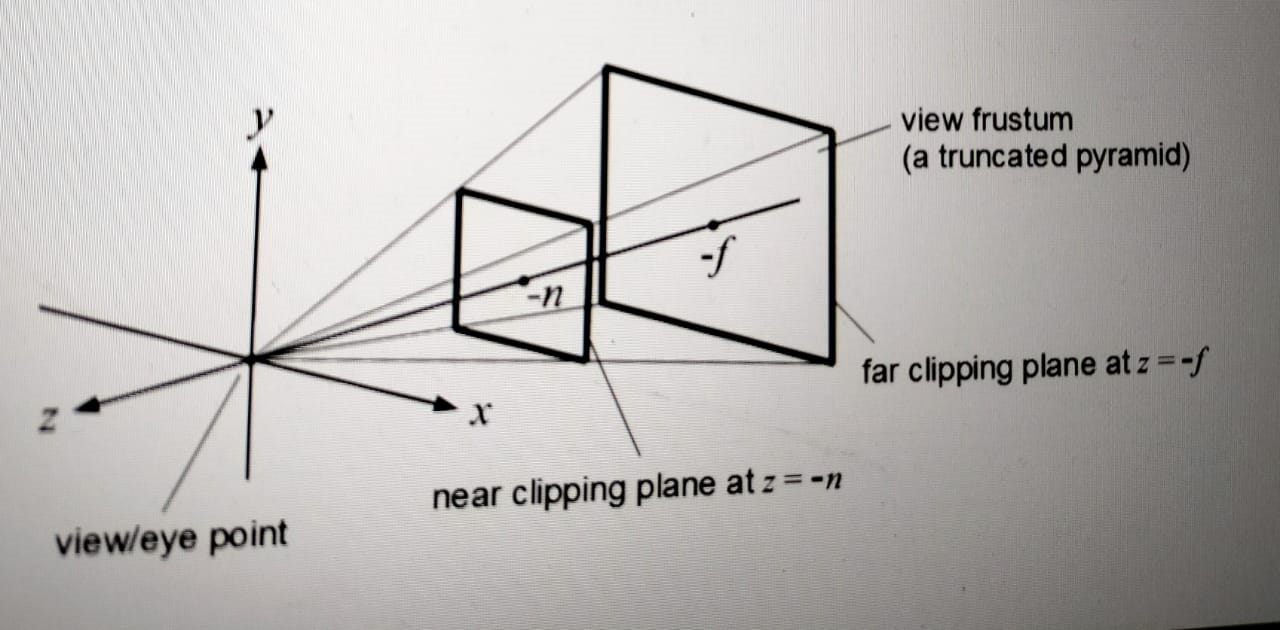 y
view frustum
(a truncated pyramid)
-f
-n
far clipping plane at z = -f
z
x
near clipping plane at z = -n
view/eye point